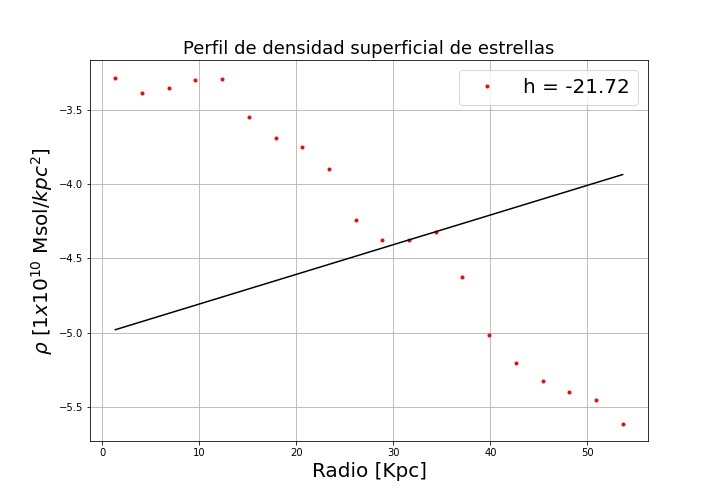 Perfil de densidad superficial de estrellas
h = -21.72
−3.5
−4.0
−4.5
−5.0
−5.5
ρ [1x10¹⁰ Msol/kpc²]
0 10 20 30 40 50
Radio [Kpc]